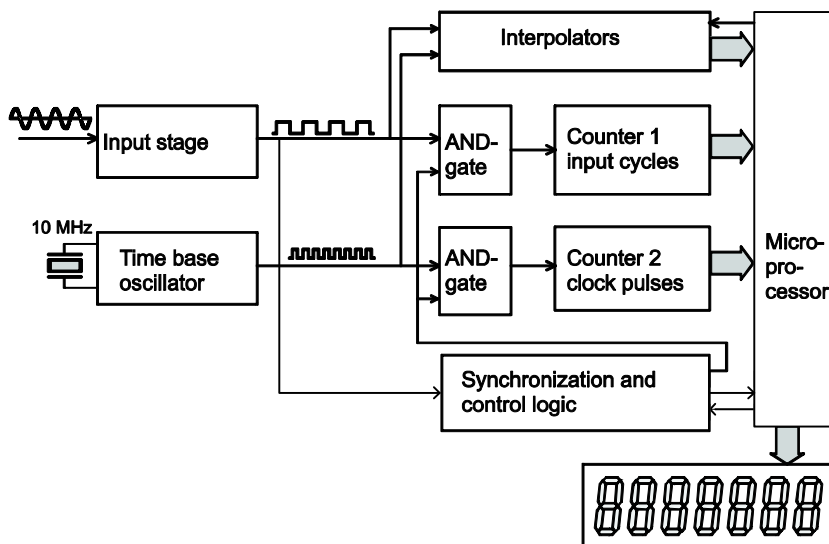 Interpolators
Input stage
AND-
gate
Counter 1
input cycles
10 MHz
Time base
oscillator
AND-
gate
Counter 2
clock pulses
Micro-
pro-
cessor
Synchronization and
control logic
8888888